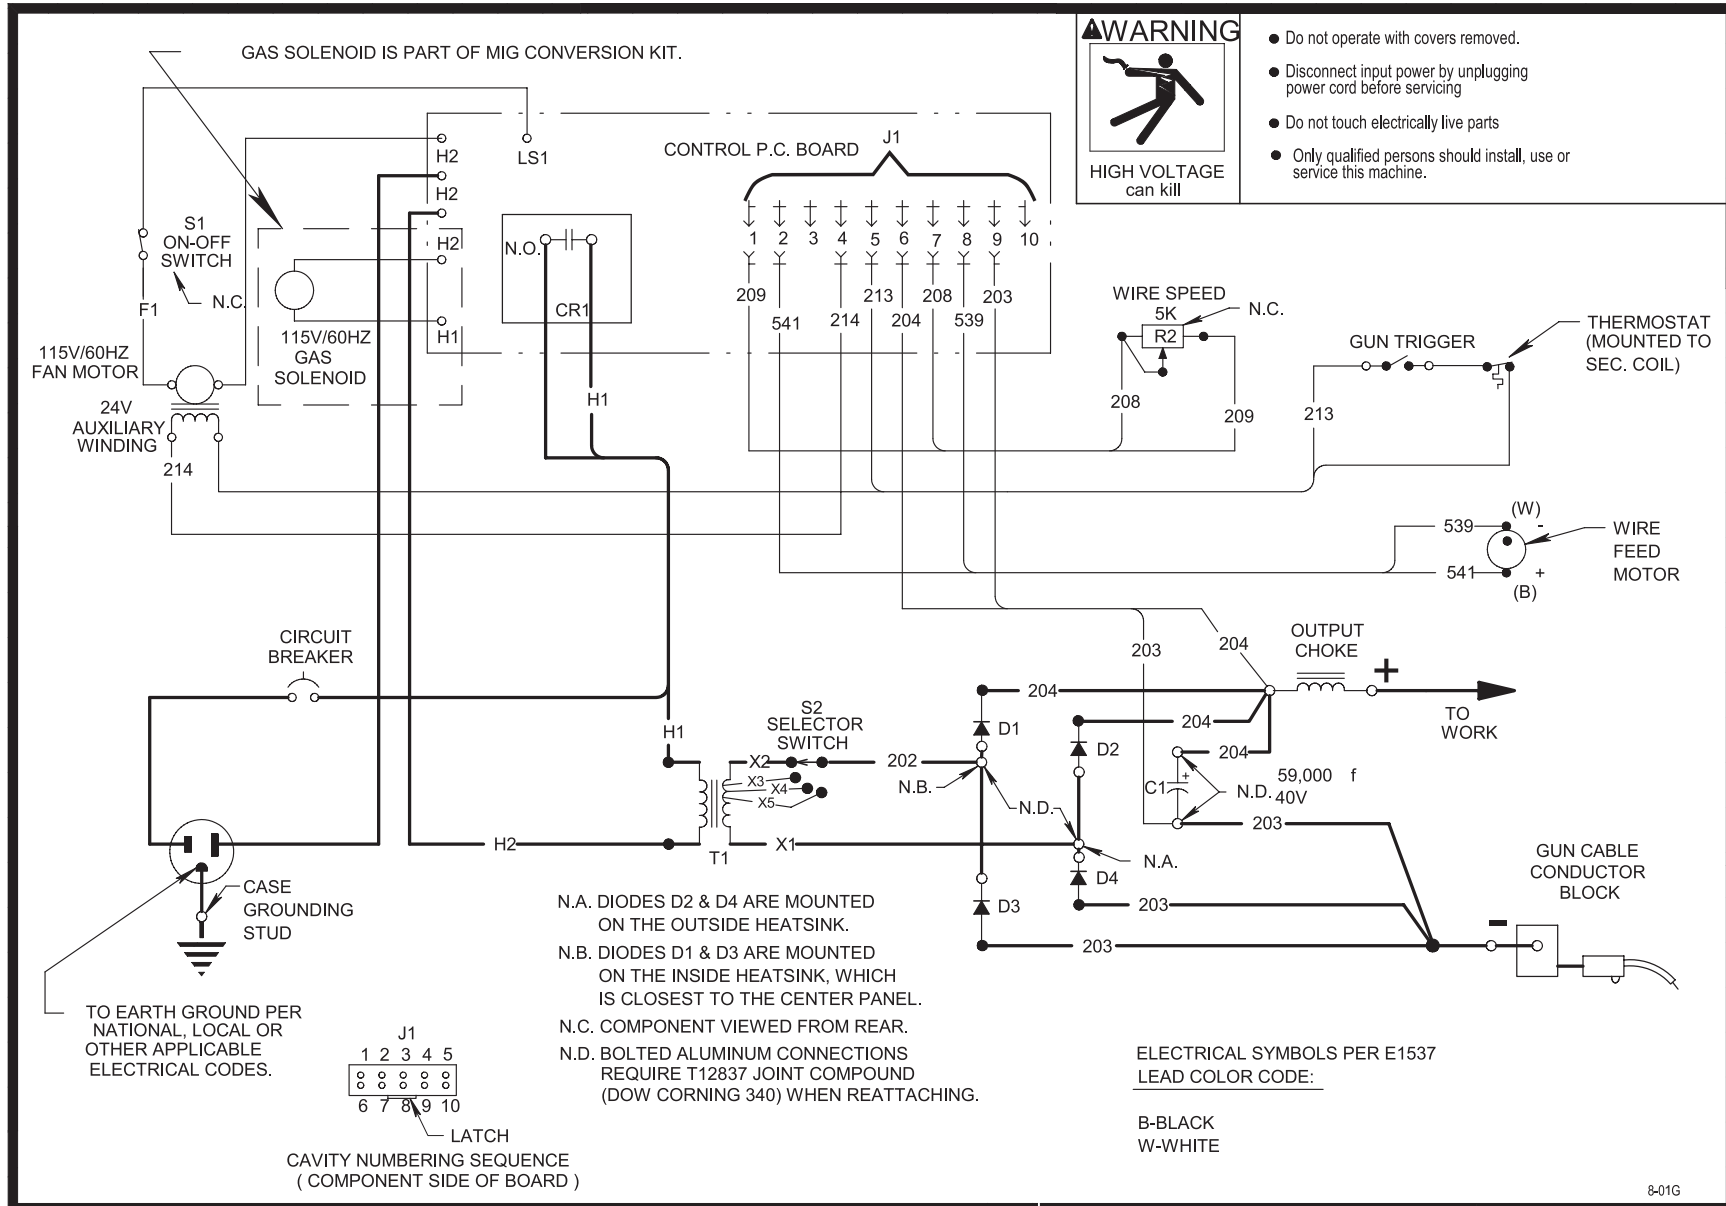 GAS SOLENOID IS PART OF MIG CONVERSION KIT.
WARNING
HIGH VOLTAGE
can kill
● Do not operate with covers removed.
● Disconnect input power by unplugging
power cord before servicing
● Do not touch electrically live parts
● Only qualified persons should install, use or
service this machine.
H2
LS1
CONTROL P.C. BOARD
J1
H2
H2
H1
S1
ON-OFF
SWITCH
N.C.
F1
N.O.
CR1
1 2 3 4 5 6 7 8 9 10
209 213 208 203
541 214 204 539
115V/60HZ
GAS
SOLENOID
115V/60HZ
FAN MOTOR
24V
AUXILIARY
WINDING
214
H1
WIRE SPEED
5K
R2
N.C.
208
209
GUN TRIGGER
THERMOSTAT
(MOUNTED TO
SEC. COIL)
213
(W)
539 -
541 +
(B)
WIRE
FEED
MOTOR
CIRCUIT
BREAKER
203
204
OUTPUT
CHOKE
+
TO
WORK
H1
S2
SELECTOR
SWITCH
X2
X3
X4
X5
202
204
D1
204
D2
204
N.B.
N.D.
C1
+
N.D.
59,000 f
40V
203
H2
T1
X1
N.A.
D4
203
D3
203
GUN CABLE
CONDUCTOR
BLOCK
-
CASE
GROUNDING
STUD
TO EARTH GROUND PER
NATIONAL, LOCAL OR
OTHER APPLICABLE
ELECTRICAL CODES.
N.A. DIODES D2 & D4 ARE MOUNTED
ON THE OUTSIDE HEATSINK.
N.B. DIODES D1 & D3 ARE MOUNTED
ON THE INSIDE HEATSINK, WHICH
IS CLOSEST TO THE CENTER PANEL.
N.C. COMPONENT VIEWED FROM REAR.
N.D. BOLTED ALUMINUM CONNECTIONS
REQUIRE T12837 JOINT COMPOUND
(DOW CORNING 340) WHEN REATTACHING.
J1
1 2 3 4 5
6 7 8 9 10
LATCH
CAVITY NUMBERING SEQUENCE
( COMPONENT SIDE OF BOARD )
ELECTRICAL SYMBOLS PER E1537
LEAD COLOR CODE:
B-BLACK
W-WHITE
8-01G